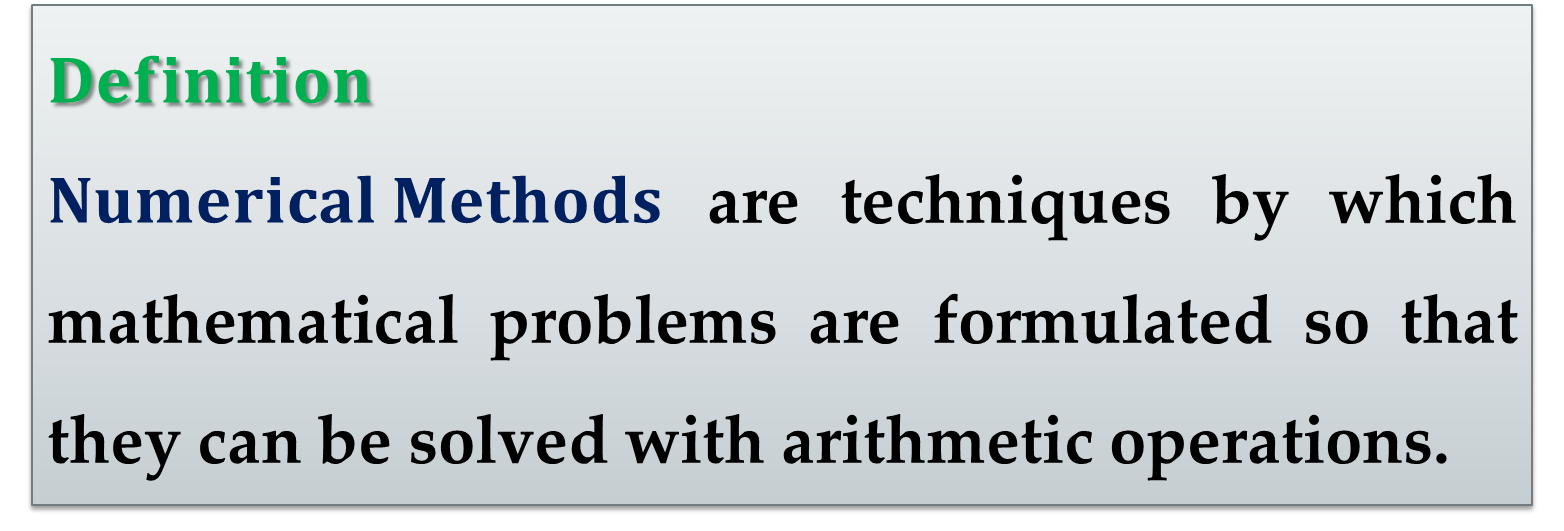 Definition
Numerical Methods are techniques by which
mathematical problems are formulated so that
they can be solved with arithmetic operations.